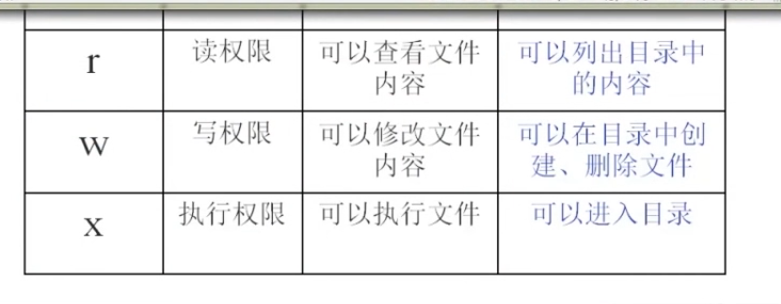 r
读权限
可以查看文件
内容
可以列出目录中
的内容
w
写权限
可以修改文件
内容
可以在目录中创
建、删除文件
x
执行权限
可以执行文件
可以进入目录